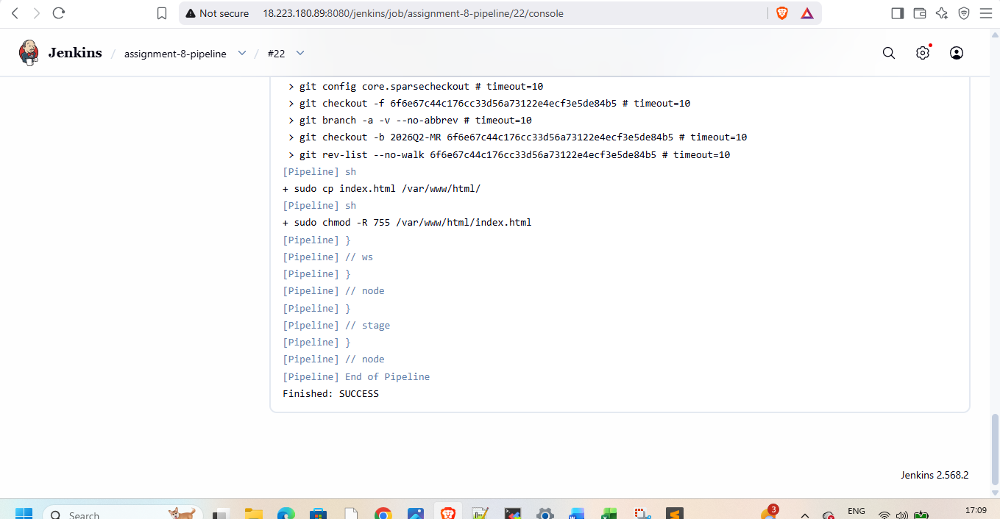 Not secure 18.223.180.89:8080/jenkins/job/assignment-8-pipeline/22/console
Jenkins / assignment-8-pipeline / #22
> git config core.sparsecheckout # timeout=10
> git checkout -f 6f6e67c44c176cc33d56a73122e4ecf3e5de84b5 # timeout=10
> git branch -a -v --no-abbrev # timeout=10
> git checkout -b 2026Q2-MR 6f6e67c44c176cc33d56a73122e4ecf3e5de84b5 # timeout=10
> git rev-list --no-walk 6f6e67c44c176cc33d56a73122e4ecf3e5de84b5 # timeout=10
[Pipeline] sh
+ sudo cp index.html /var/www/html/
[Pipeline] sh
+ sudo chmod -R 755 /var/www/html/index.html
[Pipeline] }
[Pipeline] // ws
[Pipeline] }
[Pipeline] // node
[Pipeline] }
[Pipeline] // stage
[Pipeline] }
[Pipeline] // node
[Pipeline] End of Pipeline
Finished: SUCCESS
Jenkins 2.568.2
Search
3
ENG
17:09